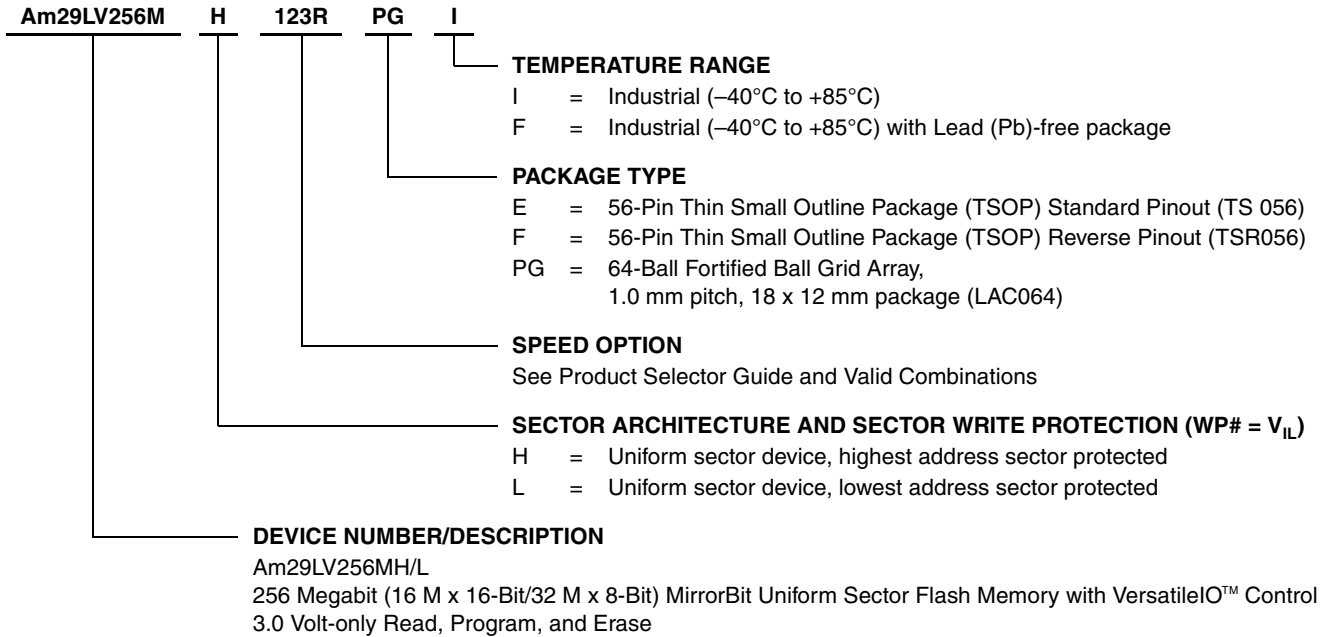 Am29LV256M H 123R PG I
TEMPERATURE RANGE
I = Industrial (–40°C to +85°C)
F = Industrial (–40°C to +85°C) with Lead (Pb)-free package
PACKAGE TYPE
E = 56-Pin Thin Small Outline Package (TSOP) Standard Pinout (TS 056)
F = 56-Pin Thin Small Outline Package (TSOP) Reverse Pinout (TSR056)
PG = 64-Ball Fortified Ball Grid Array,
1.0 mm pitch, 18 x 12 mm package (LAC064)
SPEED OPTION
See Product Selector Guide and Valid Combinations
SECTOR ARCHITECTURE AND SECTOR WRITE PROTECTION (WP# = VIL)
H = Uniform sector device, highest address sector protected
L = Uniform sector device, lowest address sector protected
DEVICE NUMBER/DESCRIPTION
Am29LV256MH/L
256 Megabit (16 M x 16-Bit/32 M x 8-Bit) MirrorBit Uniform Sector Flash Memory with VersatileIO™ Control
3.0 Volt-only Read, Program, and Erase